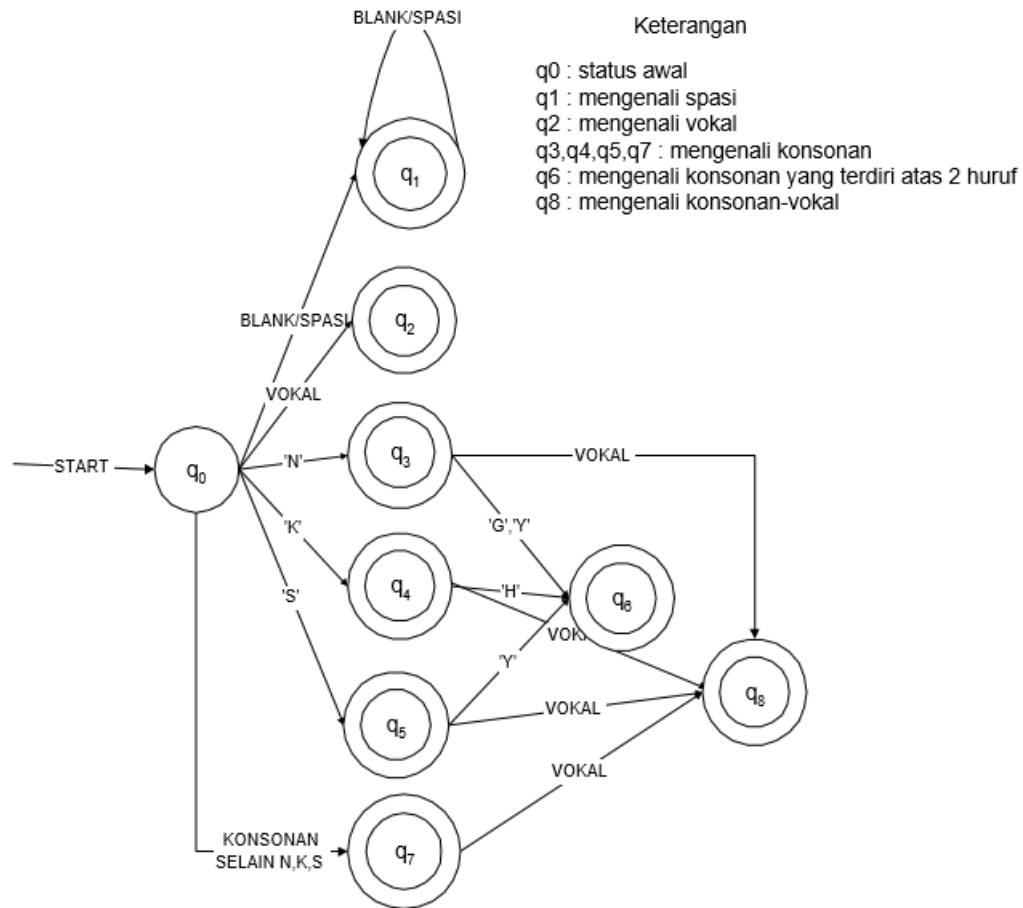 BLANK/SPASI
Keterangan
q0 : status awal
q1 : mengenali spasi
q2 : mengenali vokal
q3,q4,q5,q7 : mengenali konsonan
q6 : mengenali konsonan yang terdiri atas 2 huruf
q8 : mengenali konsonan-vokal
q1
BLANK/SPASI
q2
VOKAL
START
q0
'N'
q3
VOKAL
'G','Y'
'K'
q4
'H'
q6
'S'
VOKAL
'Y'
q5
VOKAL
q8
VOKAL
KONSONAN
SELAIN N,K,S
q7